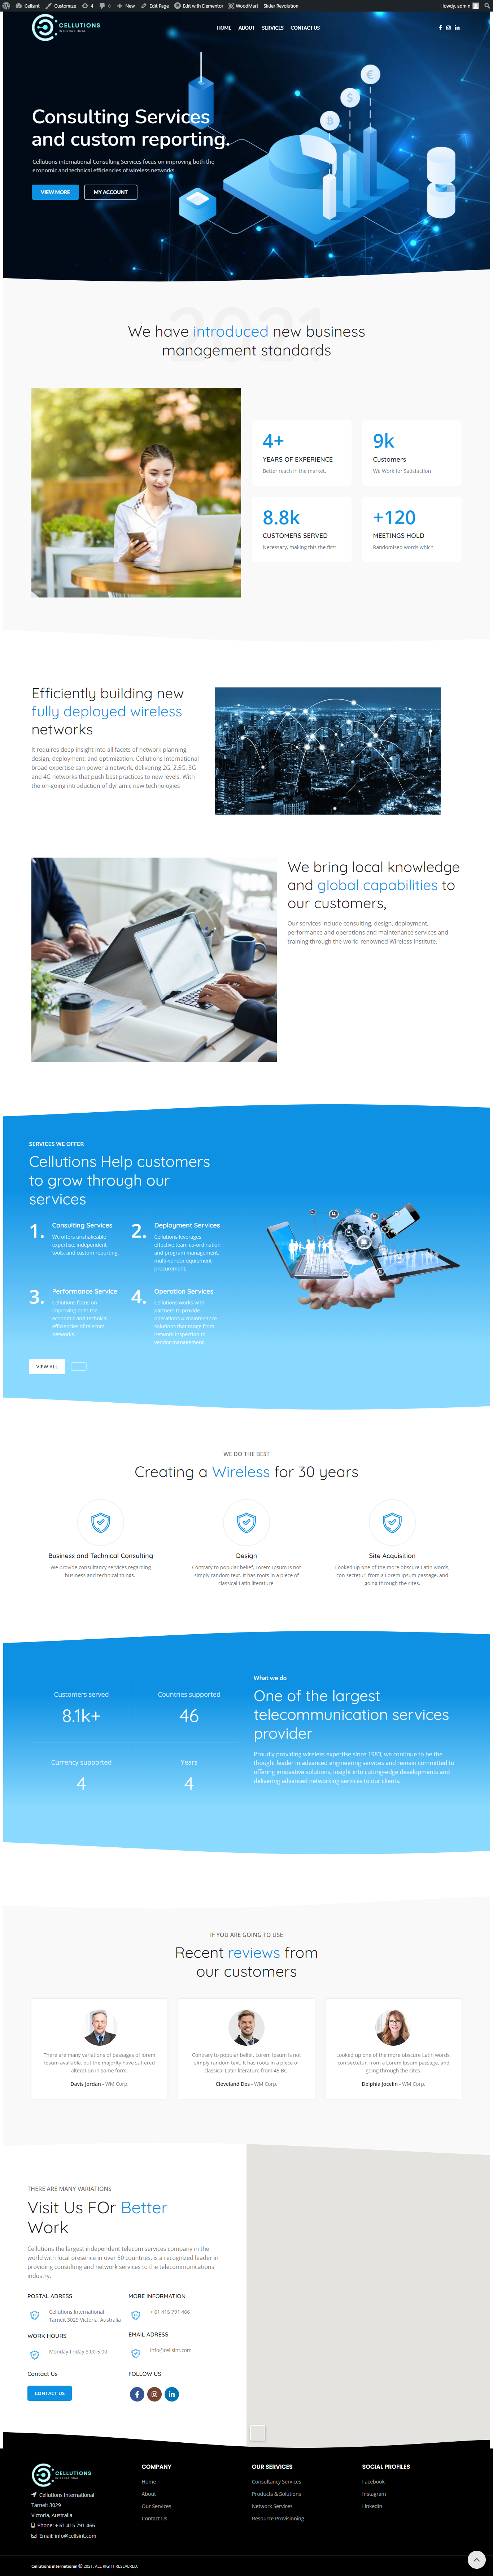 Cellsint Customize 4 0 New Edit Page Edit with Elementor WoodMart Slider Revolution Howdy, admin
CELLUTIONS
INTERNATIONAL
HOME ABOUT SERVICES CONTACT US
Consulting Services
and custom reporting.
Cellutions international Consulting Services focus on improving both the
economic and technical efficiencies of wireless networks.
VIEW MORE MY ACCOUNT
2021
We have introduced new business
management standards
4+
YEARS OF EXPERIENCE
Better reach in the market.
9k
Customers
We Work for Satisfaction
8.8k
CUSTOMERS SERVED
Necessary, making this the first
+120
MEETINGS HOLD
Randomised words which
Efficiently building new
fully deployed wireless
networks
It requires deep insight into all facets of network planning,
design, deployment, and optimization. Cellutions International
broad expertise can power a network, delivering 2G, 2.5G, 3G
and 4G networks that push best practices to new levels. With
the on-going introduction of dynamic new technologies
We bring local knowledge
and global capabilities to
our customers,
Our services include consulting, design, deployment,
performance and operations and maintenance services and
training through the world-renowned Wireless Institute.
SERVICES WE OFFER
Cellutions Help customers
to grow through our
services
1.
Consulting Services
We offers unshakeable
expertise, independent
tools, and custom reporting.
2.
Deployment Services
Cellutions leverages
effective team co-ordination
and program management,
multi-vendor equipment
procurement.
3.
Performance Service
Cellutions focus on
improving both the
economic and technical
efficiencies of telecom
networks.
4.
Operation Services
Cellutions works with
partners to provide
operations & maintenance
solutions that range from
network inspection to
vendor management.
VIEW ALL
WE DO THE BEST
Creating a Wireless for 30 years
Business and Technical Consulting
We provide consultancy services regarding
business and technical things.
Design
Contrary to popular belief, Lorem Ipsum is not
simply random text. It has roots in a piece of
classical Latin literature.
Site Acquisition
Looked up one of the more obscure Latin words,
con sectetur, from a Lorem Ipsum passage, and
going through the cites.
Customers served
8.1k+
Countries supported
46
Currency supported
4
Years
4
What we do
One of the largest
telecommunication services
provider
Proudly providing wireless expertise since 1983, we continue to be the
thought leader in advanced engineering services and remain committed to
offering innovative solutions, insight into cutting-edge developments and
delivering advanced networking services to our clients.
IF YOU ARE GOING TO USE
Recent reviews from
our customers
There are many variations of passages of lorem
Ipsum available, but the majority have suffered
alteration in some form.
Davis Jordan - WM Corp.
Contrary to popular belief, Lorem Ipsum is not
simply random text. It has roots in a piece of
classical Latin literature from 45 BC.
Cleveland Des - WM Corp.
Looked up one of the more obscure Latin words,
con sectetur, from a Lorem Ipsum passage, and
going through the cites.
Delphia Jocelin - WM Corp.
THERE ARE MANY VARIATIONS
Visit Us FOr Better
Work
Cellutions the largest independent telecom services company in the
world with local presence in over 50 countries, is a recognized leader in
providing consulting and network services to the telecommunications
industry.
POSTAL ADRESS
Cellutions International
Tarneit 3029 Victoria, Australia
MORE INFORMATION
+ 61 415 791 466
WORK HOURS
Monday-Friday 8:00-5:00
EMAIL ADRESS
info@cellsint.com
Contact Us
CONTACT US
FOLLOW US
CELLUTIONS
INTERNATIONAL
Cellutions International
Tarneit 3029
Victoria, Australia
Phone: + 61 415 791 466
Email: info@cellsint.com
COMPANY
Home
About
Our Services
Contact Us
OUR SERVICES
Consultancy Services
Products & Solutions
Network Services
Resource Provisioning
SOCIAL PROFILES
Facebook
Instagram
LinkedIn
Cellutions international © 2021. ALL RIGHT RESEVERED.